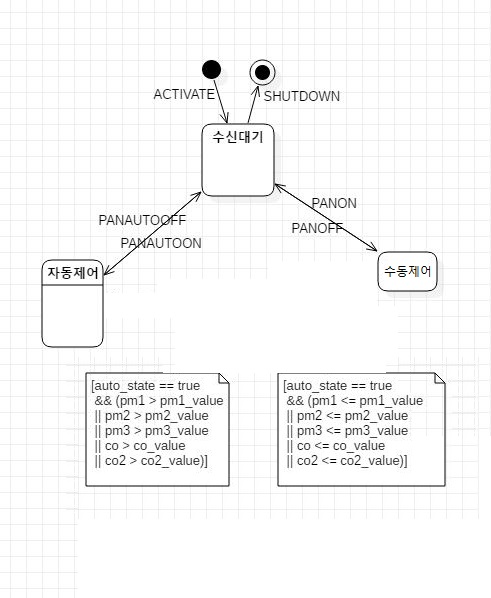 ACTIVATE
SHUTDOWN
수신대기
PANON
PANOFF
PANAUTOOFF
PANAUTOON
자동제어
수동제어
[auto_state == true
&& (pm1 > pm1_value
|| pm2 > pm2_value
|| pm3 > pm3_value
|| co > co_value
|| co2 > co2_value)]
[auto_state == true
&& (pm1 <= pm1_value
|| pm2 <= pm2_value
|| pm3 <= pm3_value
|| co <= co_value
|| co2 <= co2_value)]